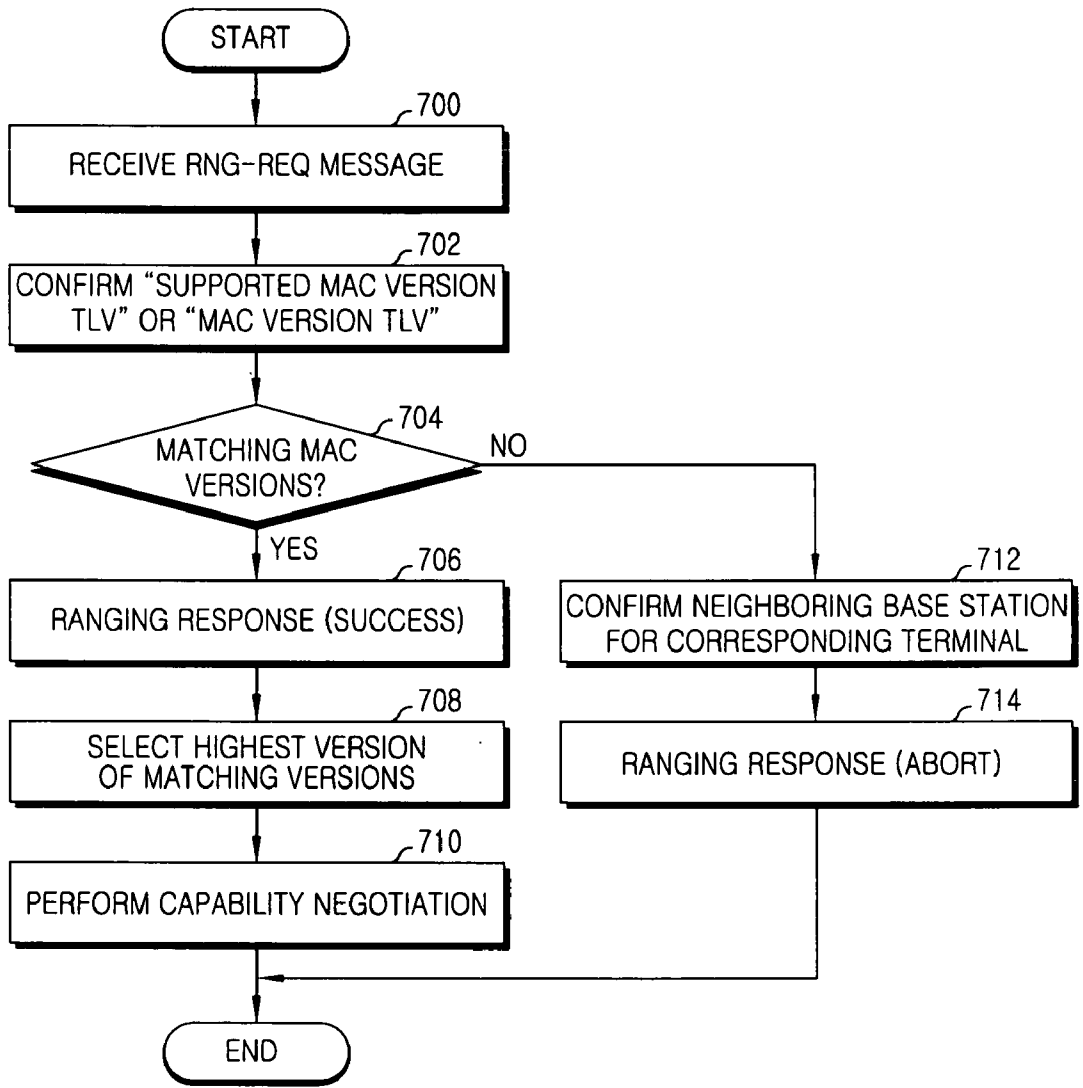 START
700
RECEIVE RNG-REQ MESSAGE
702
CONFIRM "SUPPORTED MAC VERSION
TLV" OR "MAC VERSION TLV"
704
MATCHING MAC
VERSIONS?
NO
YES
706
RANGING RESPONSE (SUCCESS)
712
CONFIRM NEIGHBORING BASE STATION
FOR CORRESPONDING TERMINAL
708
SELECT HIGHEST VERSION
OF MATCHING VERSIONS
714
RANGING RESPONSE (ABORT)
710
PERFORM CAPABILITY NEGOTIATION
END